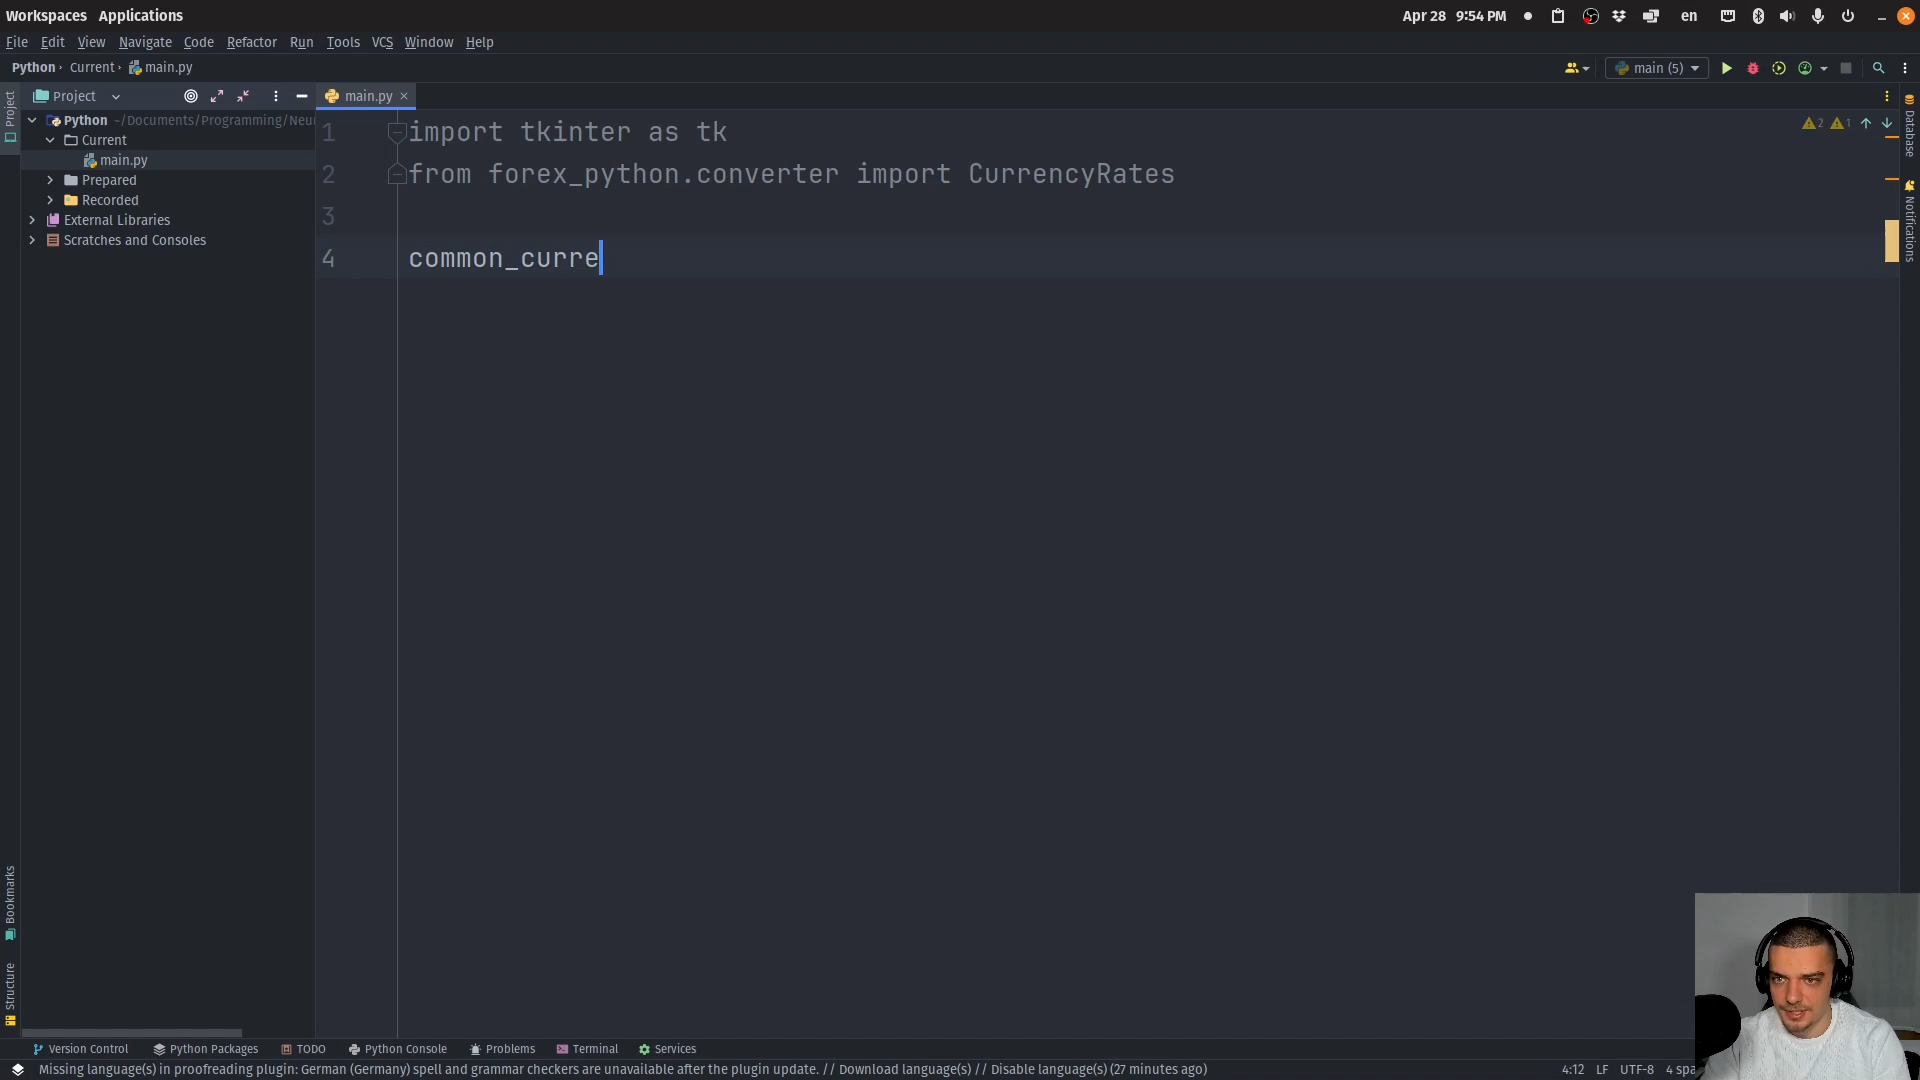 Workspaces Applications
Apr 28 9:54 PM en
File Edit View Navigate Code Refactor Run Tools VCS Window Help
Python Current main.py
main (5)
Project
main.py
Project
Python ~/Documents/Programming/Neur
Current
main.py
Prepared
Recorded
External Libraries
Scratches and Consoles
1 import tkinter as tk
2 from forex_python.converter import CurrencyRates
3
4 common_curre
2 1
Database
Notifications
Bookmarks
Structure
Version Control Python Packages TODO Python Console Problems Terminal Services
Missing language(s) in proofreading plugin: German (Germany) spell and grammar checkers are unavailable after the plugin update. // Download language(s) // Disable language(s) (27 minutes ago)
4:12 LF UTF-8 4 spa